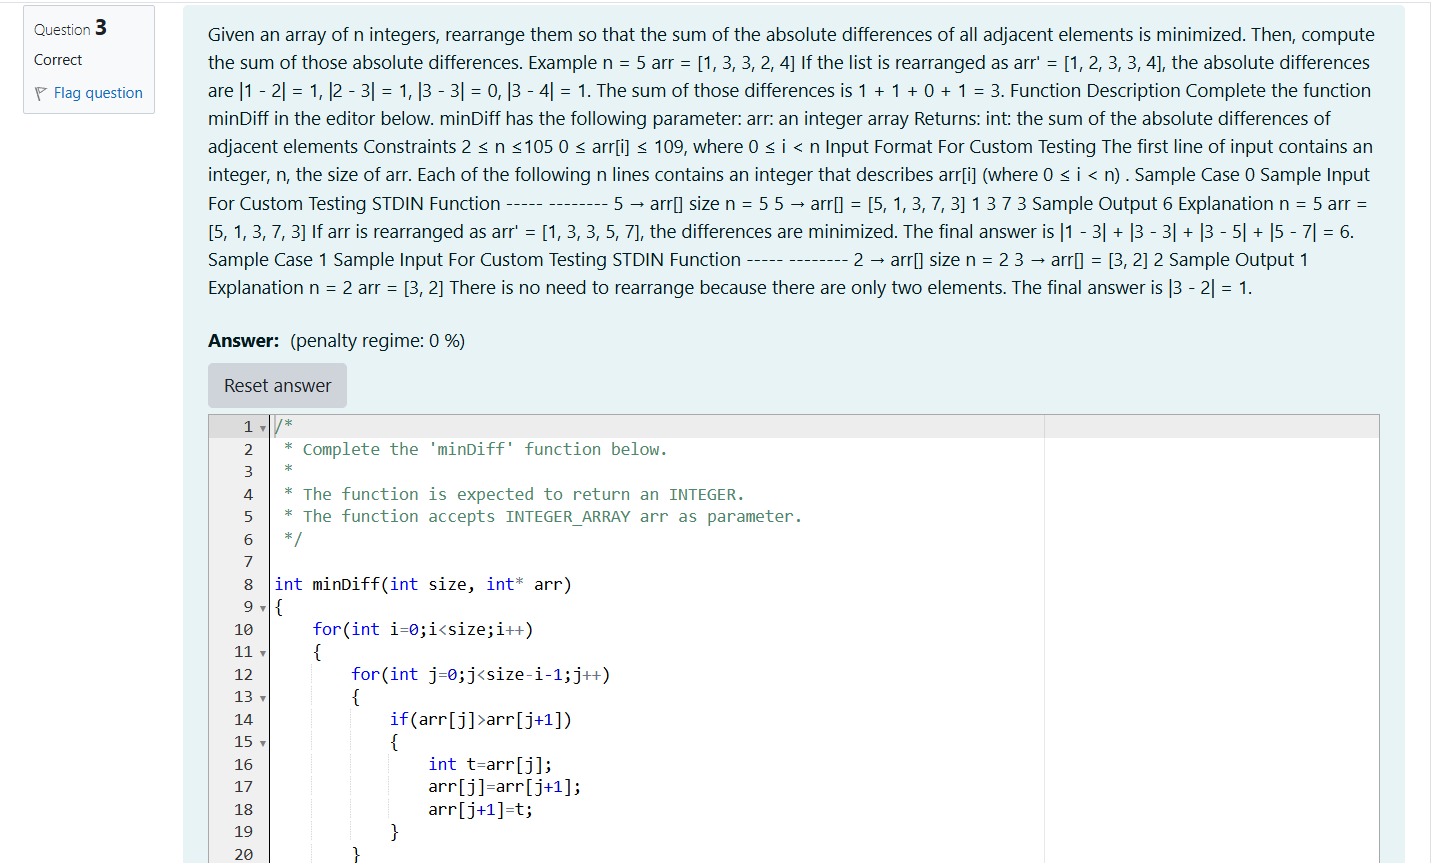 Question 3
Correct
Flag question
Given an array of n integers, rearrange them so that the sum of the absolute differences of all adjacent elements is minimized. Then, compute
the sum of those absolute differences. Example n = 5 arr = [1, 3, 3, 2, 4] If the list is rearranged as arr' = [1, 2, 3, 3, 4], the absolute differences
are |1 - 2| = 1, |2 - 3| = 1, |3 - 3| = 0, |3 - 4| = 1. The sum of those differences is 1 + 1 + 0 + 1 = 3. Function Description Complete the function
minDiff in the editor below. minDiff has the following parameter: arr: an integer array Returns: int: the sum of the absolute differences of
adjacent elements Constraints 2 ≤ n ≤105 0 ≤ arr[i] ≤ 109, where 0 ≤ i < n Input Format For Custom Testing The first line of input contains an
integer, n, the size of arr. Each of the following n lines contains an integer that describes arr[i] (where 0 ≤ i < n) . Sample Case 0 Sample Input
For Custom Testing STDIN Function ----- -------- 5 → arr[] size n = 5 5 → arr[] = [5, 1, 3, 7, 3] 1 3 7 3 Sample Output 6 Explanation n = 5 arr =
[5, 1, 3, 7, 3] If arr is rearranged as arr' = [1, 3, 3, 5, 7], the differences are minimized. The final answer is |1 - 3| + |3 - 3| + |3 - 5| + |5 - 7| = 6.
Sample Case 1 Sample Input For Custom Testing STDIN Function ----- -------- 2 → arr[] size n = 2 3 → arr[] = [3, 2] 2 Sample Output 1
Explanation n = 2 arr = [3, 2] There is no need to rearrange because there are only two elements. The final answer is |3 - 2| = 1.
Answer: (penalty regime: 0 %)
Reset answer
1 /*
2 * Complete the 'minDiff' function below.
3 *
4 * The function is expected to return an INTEGER.
5 * The function accepts INTEGER_ARRAY arr as parameter.
6 */
7
8 int minDiff(int size, int* arr)
9 {
10 for(int i=0;i<size;i++)
11 {
12 for(int j=0;j<size-i-1;j++)
13 {
14 if(arr[j]>arr[j+1])
15 {
16 int t=arr[j];
17 arr[j]=arr[j+1];
18 arr[j+1]=t;
19 }
20 }